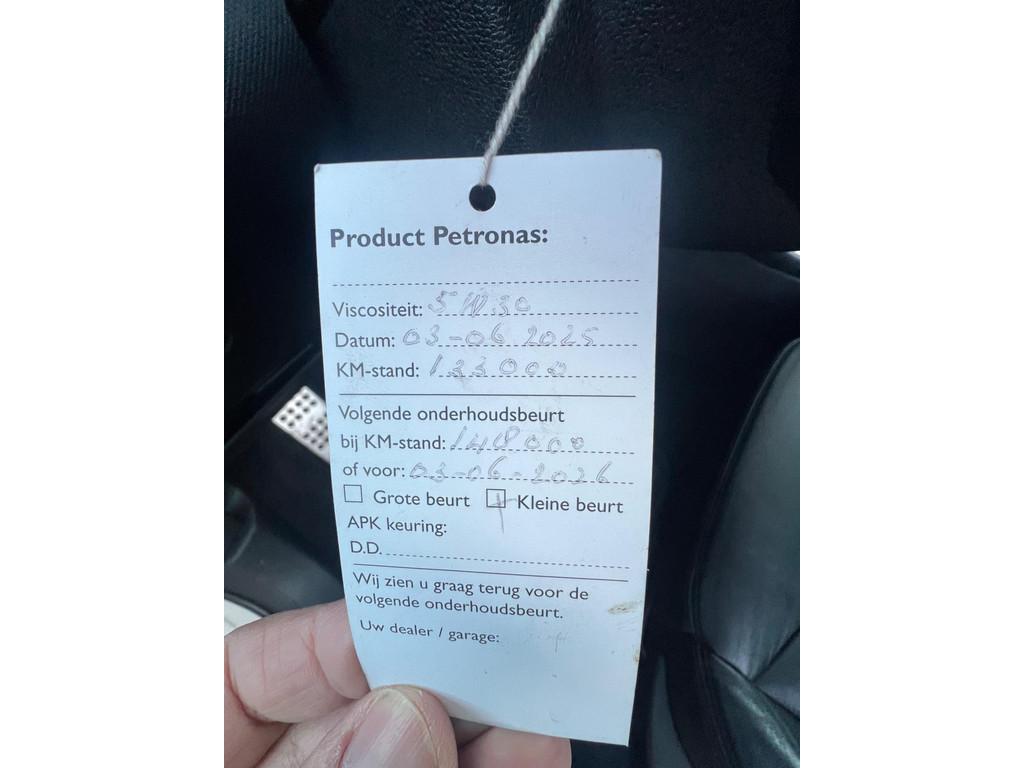 Product Petronas:
Viscositeit: 5W30
Datum: 03-06 2025
KM-stand: 133000
Volgende onderhoudsbeurt
bij KM-stand: 148000
of voor: 03-06-2026
Grote beurt Kleine beurt
APK keuring:
D.D.
Wij zien u graag terug voor de
volgende onderhoudsbeurt.
Uw dealer / garage: